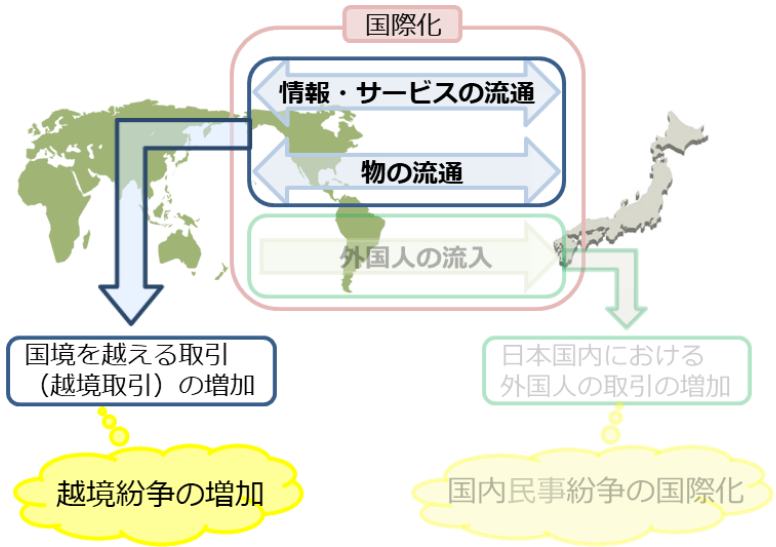 国際化
情報・サービスの流通
物の流通
外国人の流入
国境を越える取引
（越境取引）の増加
日本国内における
外国人の取引の増加
越境紛争の増加
国内民事紛争の国際化